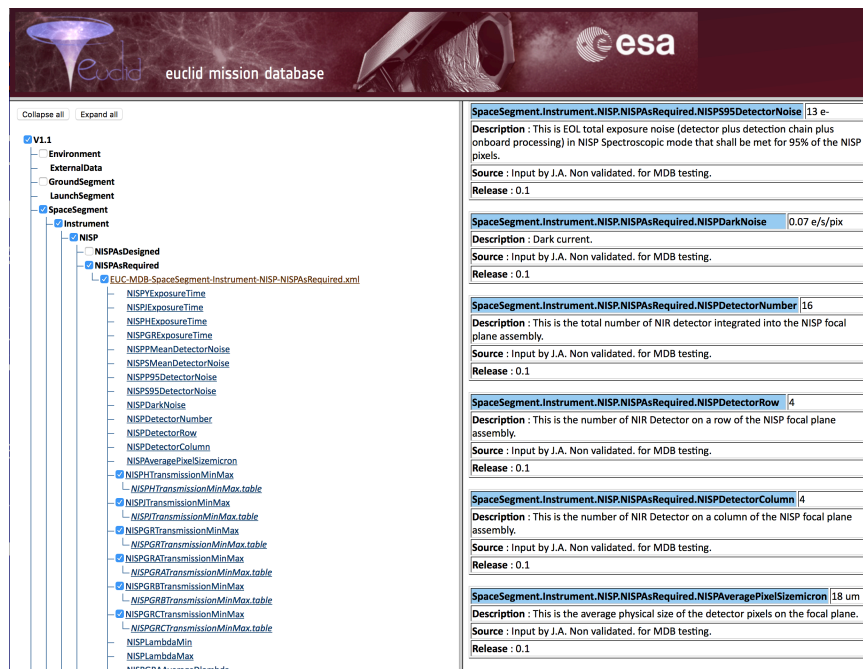 euclid
euclid mission database
esa
Collapse all
Expand all
V1.1
Environment
ExternalData
GroundSegment
LaunchSegment
SpaceSegment
Instrument
NISP
NISPAsDesigned
NISPAsRequired
EUC-MDB-SpaceSegment-Instrument-NISP-NISPAsRequired.xml
NISPYExposureTime
NISPJExposureTime
NISPHExposureTime
NISPGRExposureTime
NISPPMeanDetectorNoise
NISPSMeanDetectorNoise
NISPP95DetectorNoise
NISPS95DetectorNoise
NISPDarkNoise
NISPDetectorNumber
NISPDetectorRow
NISPDetectorColumn
NISPAveragePixelSizemicron
NISPHTransmissionMinMax
NISPHTransmissionMinMax.table
NISPJTransmissionMinMax
NISPJTransmissionMinMax.table
NISPGRTransmissionMinMax
NISPGRTransmissionMinMax.table
NISPGRATransmissionMinMax
NISPGRATransmissionMinMax.table
NISPGRBTransmissionMinMax
NISPGRBTransmissionMinMax.table
NISPGRCTransmissionMinMax
NISPGRCTransmissionMinMax.table
NISPLambdaMin
NISPLambdaMax
SpaceSegment.Instrument.NISP.NISPAsRequired.NISPS95DetectorNoise 13 e-
Description : This is EOL total exposure noise (detector plus detection chain plus
onboard processing) in NISP Spectroscopic mode that shall be met for 95% of the NISP
pixels.
Source : Input by J.A. Non validated. for MDB testing.
Release : 0.1
SpaceSegment.Instrument.NISP.NISPAsRequired.NISPDarkNoise 0.07 e/s/pix
Description : Dark current.
Source : Input by J.A. Non validated. for MDB testing.
Release : 0.1
SpaceSegment.Instrument.NISP.NISPAsRequired.NISPDetectorNumber 16
Description : This is the total number of NIR detector integrated into the NISP focal
plane assembly.
Source : Input by J.A. Non validated. for MDB testing.
Release : 0.1
SpaceSegment.Instrument.NISP.NISPAsRequired.NISPDetectorRow 4
Description : This is the number of NIR Detector on a row of the NISP focal plane
assembly.
Source : Input by J.A. Non validated. for MDB testing.
Release : 0.1
SpaceSegment.Instrument.NISP.NISPAsRequired.NISPDetectorColumn 4
Description : This is the number of NIR Detector on a column of the NISP focal plane
assembly.
Source : Input by J.A. Non validated. for MDB testing.
Release : 0.1
SpaceSegment.Instrument.NISP.NISPAsRequired.NISPAveragePixelSizemicron 18 um
Description : This is the average physical size of the detector pixels on the focal plane.
Source : Input by J.A. Non validated. for MDB testing.
Release : 0.1